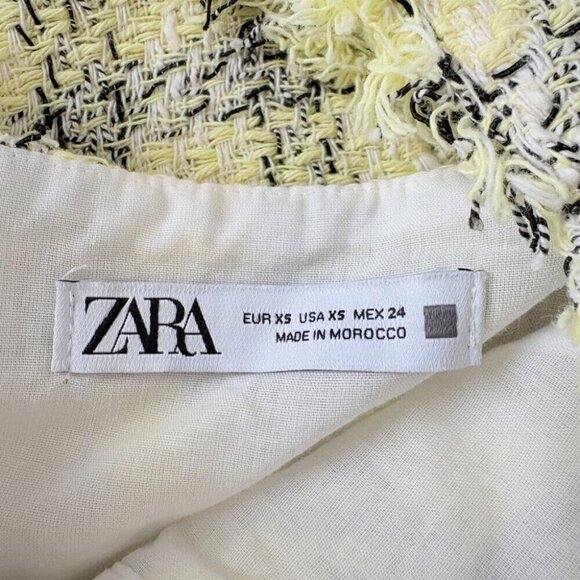 ZARA
EUR XS USA XS MEX 24
MADE IN MOROCCO